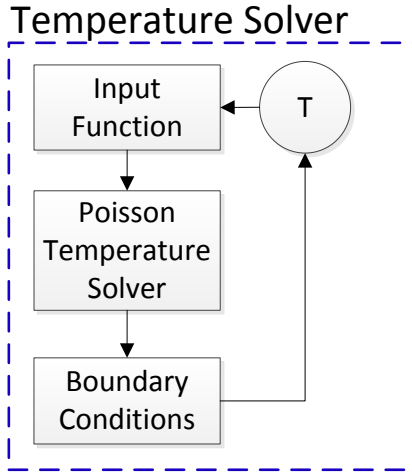 Temperature Solver
Input
Function
T
Poisson
Temperature
Solver
Boundary
Conditions